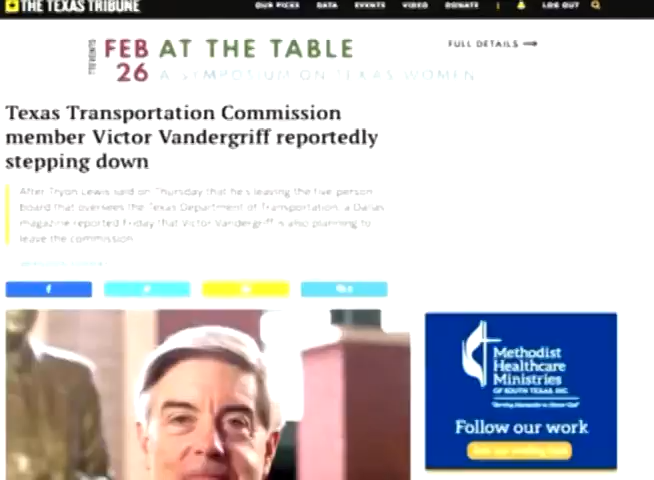 THE TEXAS TRIBUNE
OUR PICKS DATA EVENTS VIDEO DONATE LOG OUT
FEB 26
AT THE TABLE
A SYMPOSIUM ON TEXAS WOMEN
FULL DETAILS
Texas Transportation Commission
member Victor Vandergriff reportedly
stepping down
After Tryon Lewis said on Thursday that he's leaving the five-person
board that oversees the Texas Department of Transportation, a Dallas
magazine reported Friday that Victor Vandergriff is also planning to
leave the commission.
Methodist
Healthcare
Ministries
OF SOUTH TEXAS, INC.
Follow our work